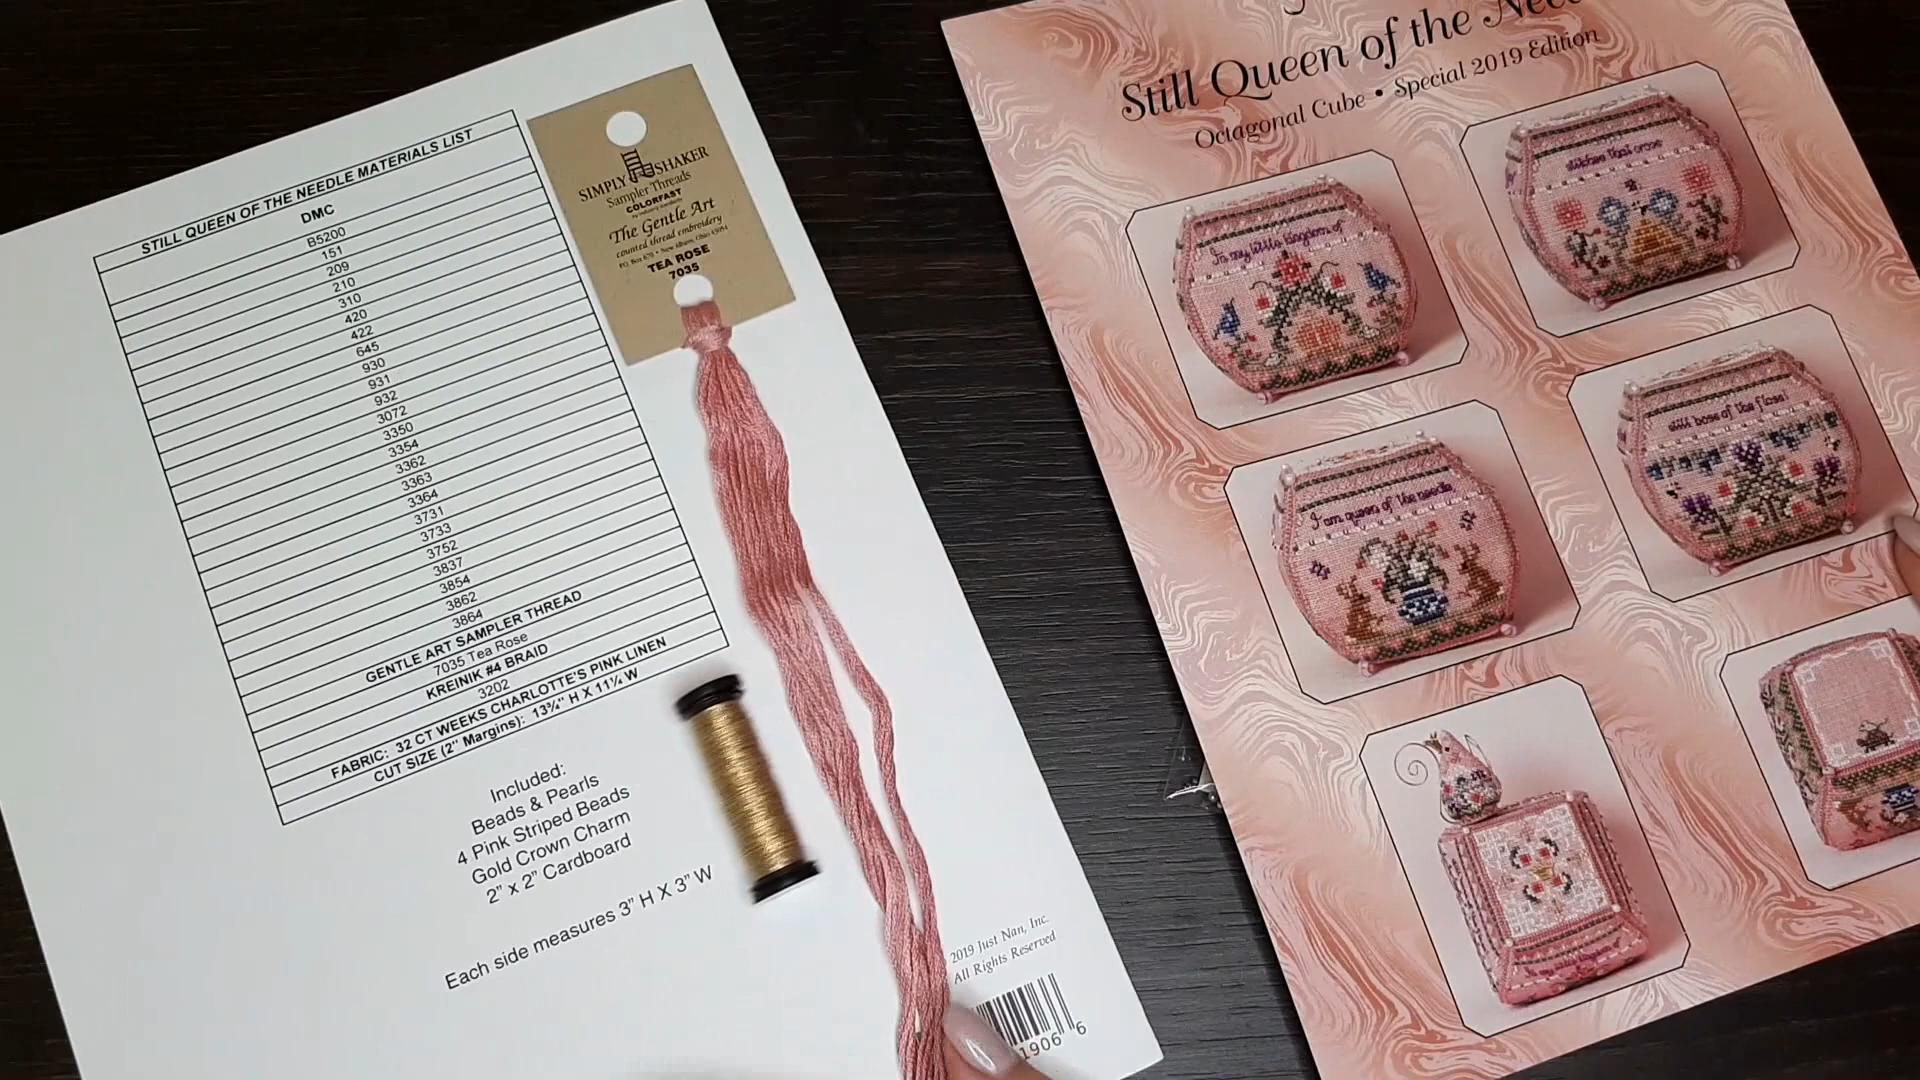 STILL QUEEN OF THE NEEDLE MATERIALS LIST
DMC
B5200
151
209
210
310
420
422
645
930
931
932
3072
3350
3354
3362
3363
3364
3731
3733
3752
3837
3854
3862
3864
GENTLE ART SAMPLER THREAD
7035 Tea Rose
KREINIK #4 BRAID
3202
FABRIC: 32 CT WEEKS CHARLOTTE'S PINK LINEN
CUT SIZE (2" Margins): 13¾" H X 11¼" W
Included:
Beads & Pearls
4 Pink Striped Beads
Gold Crown Charm
2" x 2" Cardboard
Each side measures 3" H X 3" W
2019 Just Nan, Inc.
All Rights Reserved
1906 6
SIMPLY SHAKER
Sampler Threads
COLORFAST
The Gentle Art
counted thread embroidery
TEA ROSE
7035
Still Queen of the
Octagonal Cube • Special 2019 Edition
In my little kingdom of
stitches that arose
I am queen of the needle
still boss of the floss!